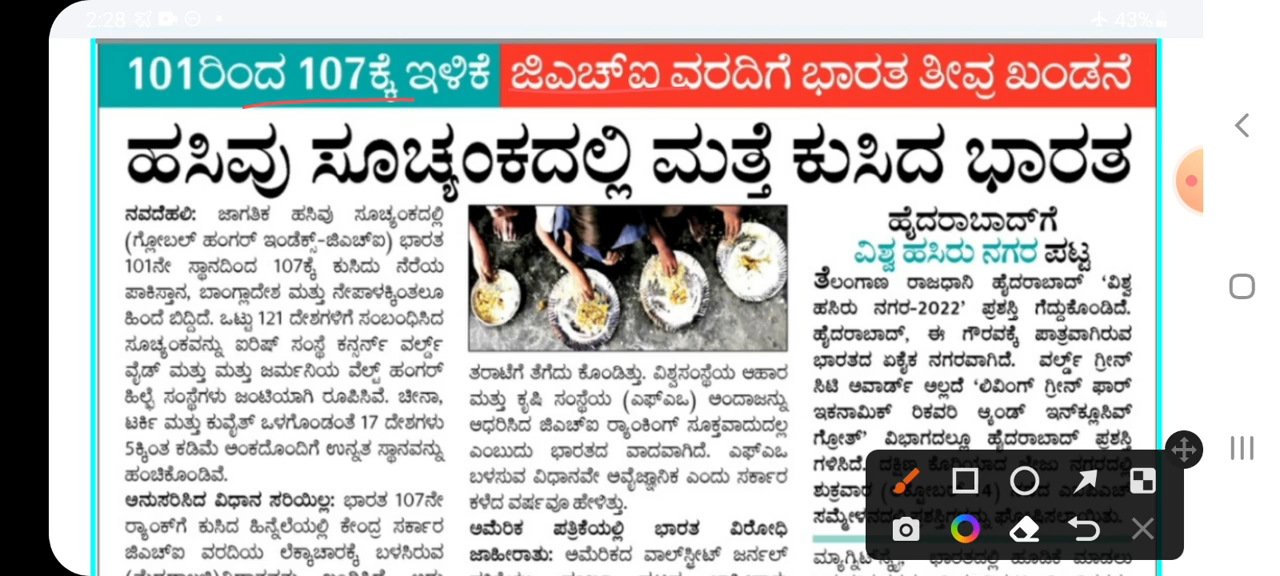 2:28
43%
101ರಿಂದ 107ಕ್ಕೆ ಇಳಿಕೆ ಜಿಎಚ್ಐ ವರದಿಗೆ ಭಾರತ ತೀವ್ರ ಖಂಡನೆ
ಹಸಿವು ಸೂಚ್ಯಂಕದಲ್ಲಿ ಮತ್ತೆ ಕುಸಿದ ಭಾರತ
ನವದೆಹಲಿ: ಜಾಗತಿಕ ಹಸಿವು ಸೂಚ್ಯಂಕದಲ್ಲಿ
(ಗ್ಲೋಬಲ್ ಹಂಗರ್ ಇಂಡೆಕ್ಸ್-ಜಿಎಚ್ಐ) ಭಾರತ
101ನೇ ಸ್ಥಾನದಿಂದ 107ಕ್ಕೆ ಕುಸಿದು ನೆರೆಯ
ಪಾಕಿಸ್ತಾನ, ಬಾಂಗ್ಲಾದೇಶ ಮತ್ತು ನೇಪಾಳಕ್ಕಿಂತಲೂ
ಹಿಂದೆ ಬಿದ್ದಿದೆ. ಒಟ್ಟು 121 ದೇಶಗಳಿಗೆ ಸಂಬಂಧಿಸಿದ
ಸೂಚ್ಯಂಕವನ್ನು ಐರಿಷ್ ಸಂಸ್ಥೆ ಕನ್ಸರ್ನ್ ವರ್ಲ್ಡ್
ವೈಡ್ ಮತ್ತು ಮತ್ತು ಜರ್ಮನಿಯ ವೆಲ್ಟ್ ಹಂಗರ್
ಹಿಲ್ಫೆ ಸಂಸ್ಥೆಗಳು ಜಂಟಿಯಾಗಿ ರೂಪಿಸಿವೆ. ಚೀನಾ,
ಟರ್ಕಿ ಮತ್ತು ಕುವೈತ್ ಒಳಗೊಂಡಂತೆ 17 ದೇಶಗಳು
5ಕ್ಕಿಂತ ಕಡಿಮೆ ಅಂಕದೊಂದಿಗೆ ಉನ್ನತ ಸ್ಥಾನವನ್ನು
ಹಂಚಿಕೊಂಡಿವೆ.
ಅನುಸರಿಸಿದ ವಿಧಾನ ಸರಿಯಿಲ್ಲ: ಭಾರತ 107ನೇ
ರ‍್ಯಾಂಕ್‌ಗೆ ಕುಸಿದ ಹಿನ್ನೆಲೆಯಲ್ಲಿ ಕೇಂದ್ರ ಸರ್ಕಾರ
ಜಿಎಚ್ಐ ವರದಿಯ ಲೆಕ್ಕಾಚಾರಕ್ಕೆ ಬಳಸಿರುವ
ತರಾಟೆಗೆ ತೆಗೆದು ಕೊಂಡಿತ್ತು. ವಿಶ್ವಸಂಸ್ಥೆಯ ಆಹಾರ
ಮತ್ತು ಕೃಷಿ ಸಂಸ್ಥೆಯ (ಎಫ್ಎಒ) ಅಂದಾಜನ್ನು
ಆಧರಿಸಿದ ಜಿಎಚ್ಐ ರ‍್ಯಾಂಕಿಂಗ್ ಸೂಕ್ತವಾದುದಲ್ಲ
ಎಂಬುದು ಭಾರತದ ವಾದವಾಗಿದೆ. ಎಫ್ಎಒ
ಬಳಸುವ ವಿಧಾನವೇ ಅವೈಜ್ಞಾನಿಕ ಎಂದು ಸರ್ಕಾರ
ಕಳೆದ ವರ್ಷವೂ ಹೇಳಿತ್ತು.
ಅಮೆರಿಕ ಪತ್ರಿಕೆಯಲ್ಲಿ ಭಾರತ ವಿರೋಧಿ
ಜಾಹೀರಾತು: ಅಮೆರಿಕದ ವಾಲ್‌ಸ್ಟ್ರೀಟ್ ಜರ್ನಲ್
ಹೈದರಾಬಾದ್‌ಗೆ
ವಿಶ್ವ ಹಸಿರು ನಗರ ಪಟ್ಟ
ತೆಲಂಗಾಣ ರಾಜಧಾನಿ ಹೈದರಾಬಾದ್ 'ವಿಶ್ವ
ಹಸಿರು ನಗರ-2022' ಪ್ರಶಸ್ತಿ ಗೆದ್ದುಕೊಂಡಿದೆ.
ಹೈದರಾಬಾದ್, ಈ ಗೌರವಕ್ಕೆ ಪಾತ್ರವಾಗಿರುವ
ಭಾರತದ ಏಕೈಕ ನಗರವಾಗಿದೆ. ವರ್ಲ್ಡ್ ಗ್ರೀನ್
ಸಿಟಿ ಅವಾರ್ಡ್ ಅಲ್ಲದೆ 'ಲಿವಿಂಗ್ ಗ್ರೀನ್ ಫಾರ್
ಇಕನಾಮಿಕ್ ರಿಕವರಿ ಆ್ಯಂಡ್ ಇನ್‌ಕ್ಲೂಸಿವ್
ಗ್ರೋತ್' ವಿಭಾಗದಲ್ಲೂ ಹೈದರಾಬಾದ್ ಪ್ರಶಸ್ತಿ
ಗಳಿಸಿದೆ. ದಕ್ಷಿಣ ಕೊರಿಯಾದ ಜೇಜು ನಗರದಲ್ಲಿ
ಶುಕ್ರವಾರ